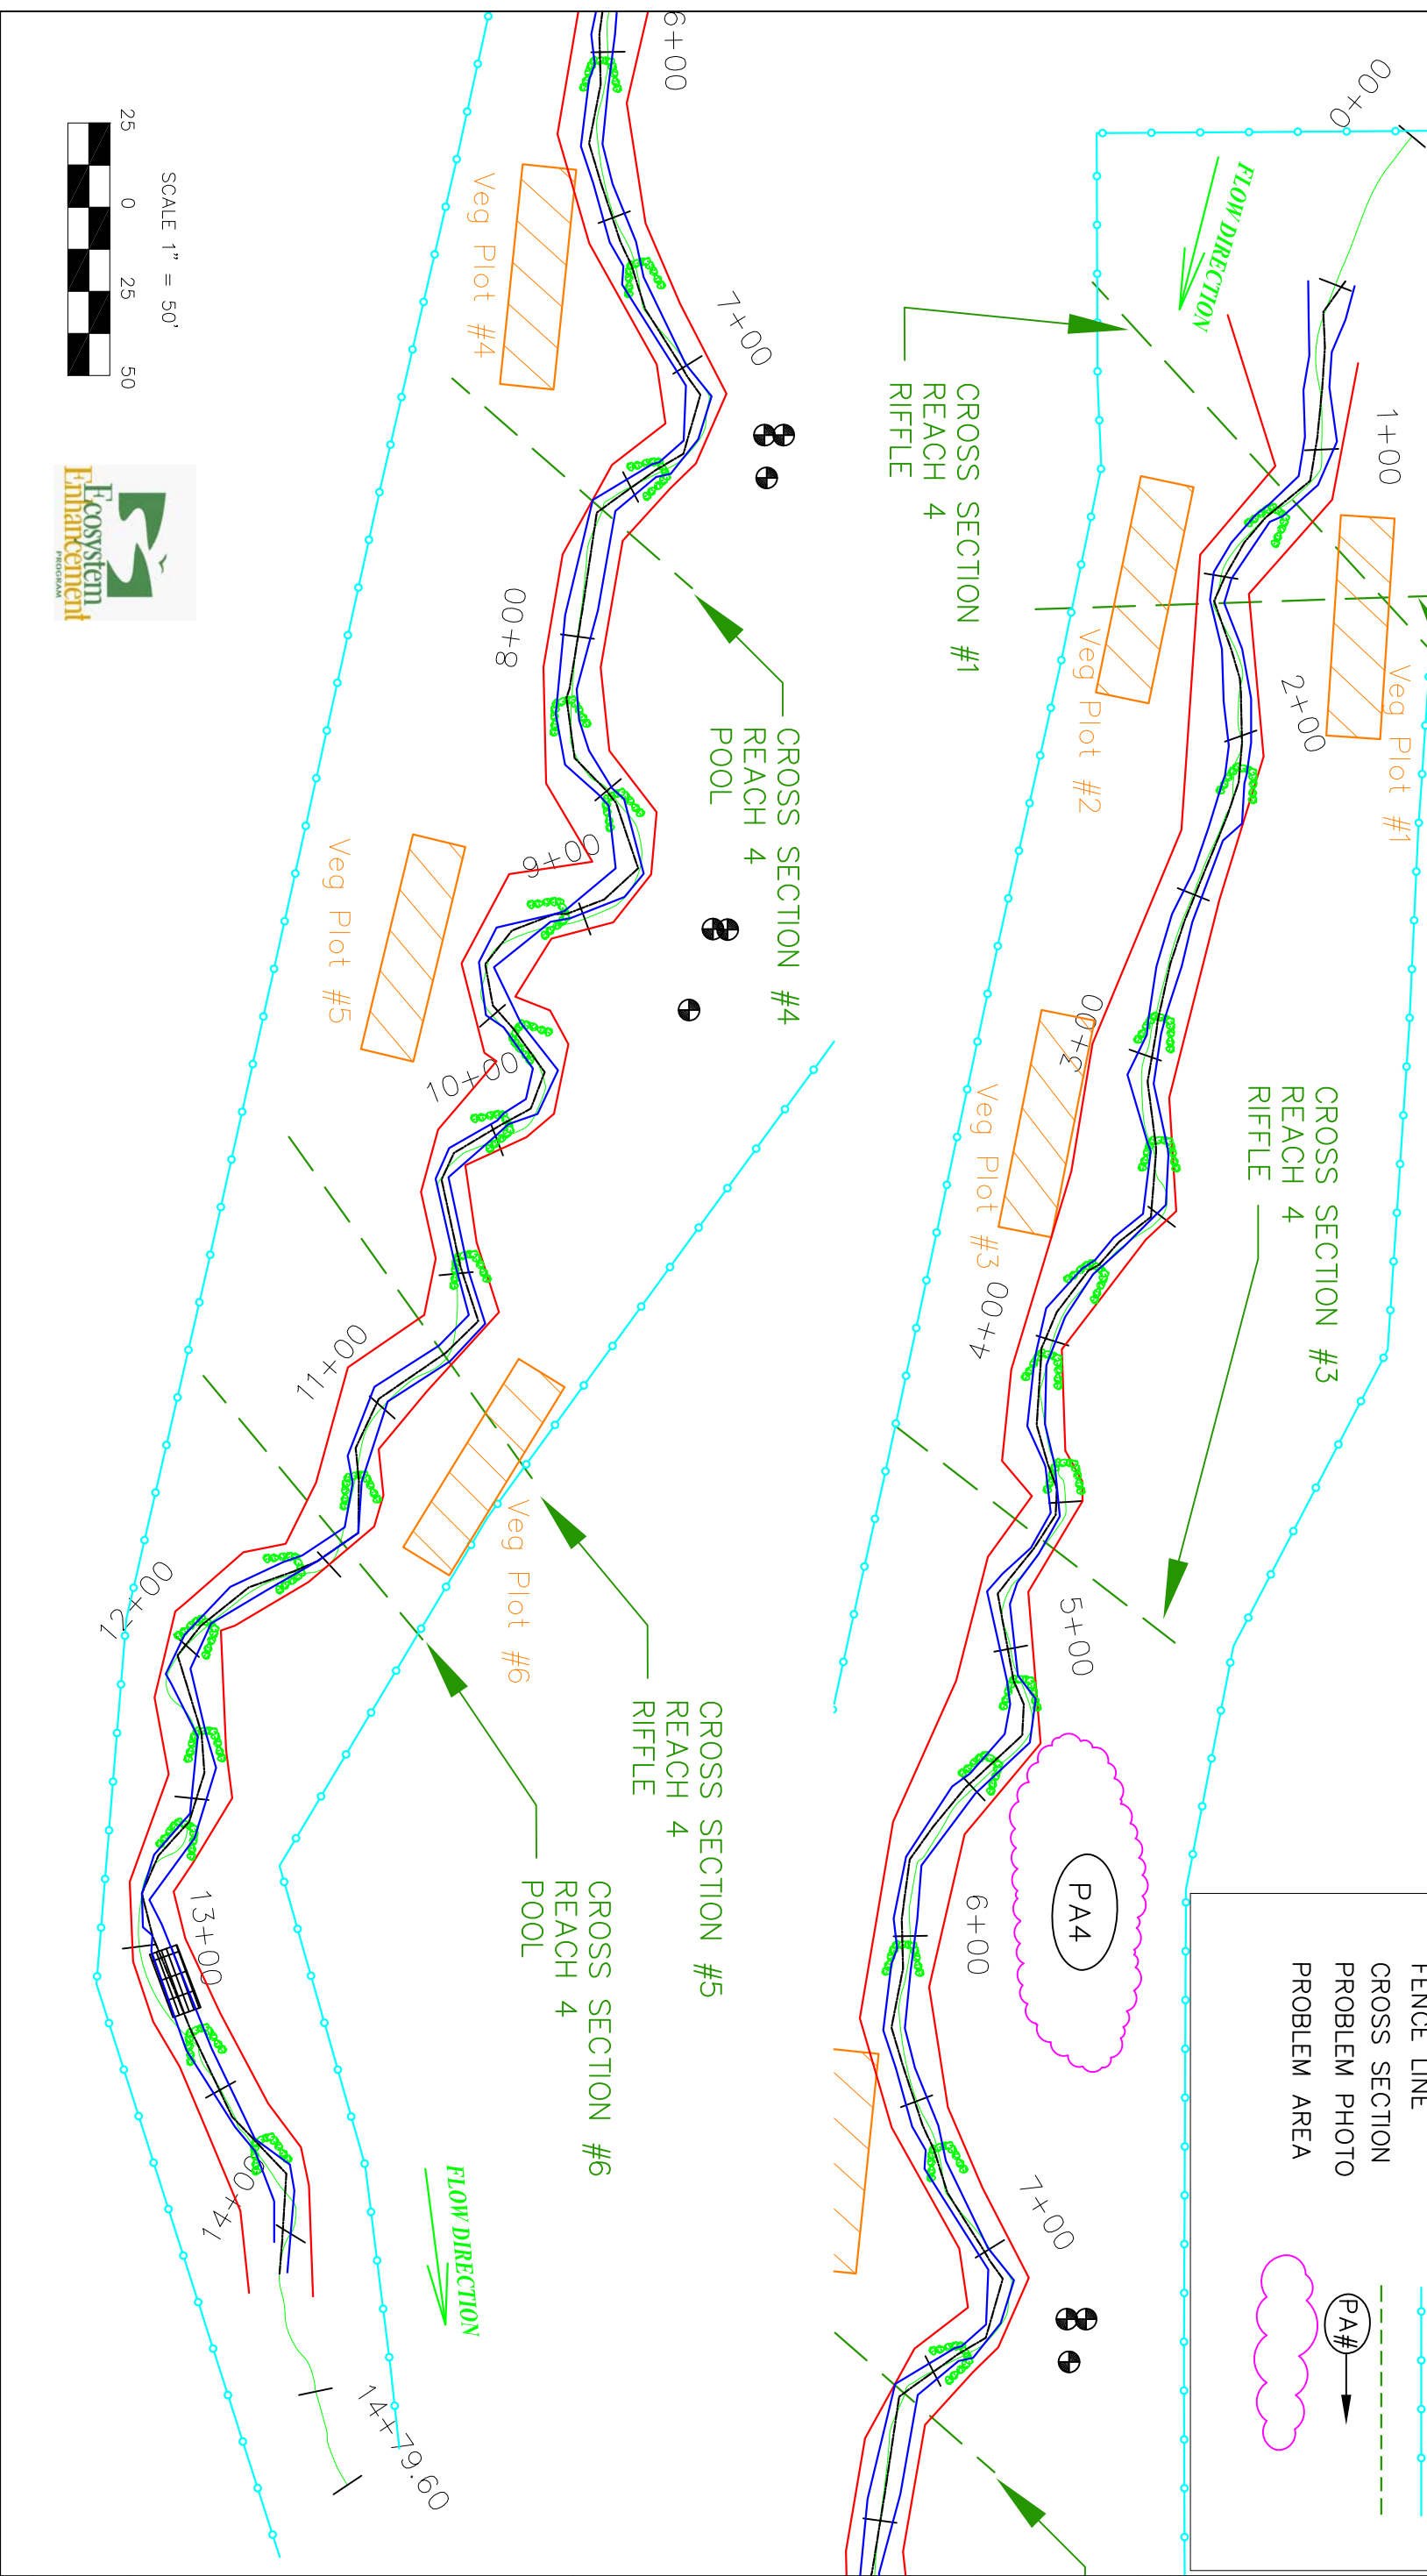 0+00
FLOW DIRECTION
1+00
CROSS SECTION #1
REACH 4
RIFFLE
Veg Plot #1
2+00
Veg Plot #2
3+00
Veg Plot #3
CROSS SECTION #3
REACH 4
RIFFLE
4+00
5+00
PA4
6+00
7+00
FENCE LINE
CROSS SECTION
PROBLEM PHOTO
PROBLEM AREA
PA#
6+00
Veg Plot #4
7+00
8+00
CROSS SECTION #4
REACH 4
POOL
9+00
Veg Plot #5
10+00
11+00
Veg Plot #6
CROSS SECTION #5
REACH 4
RIFFLE
12+00
CROSS SECTION #6
REACH 4
POOL
13+00
14+00
FLOW DIRECTION
14+79.60
SCALE 1" = 50'
25 0 25 50
Ecosystem
Enhancement
PROGRAM